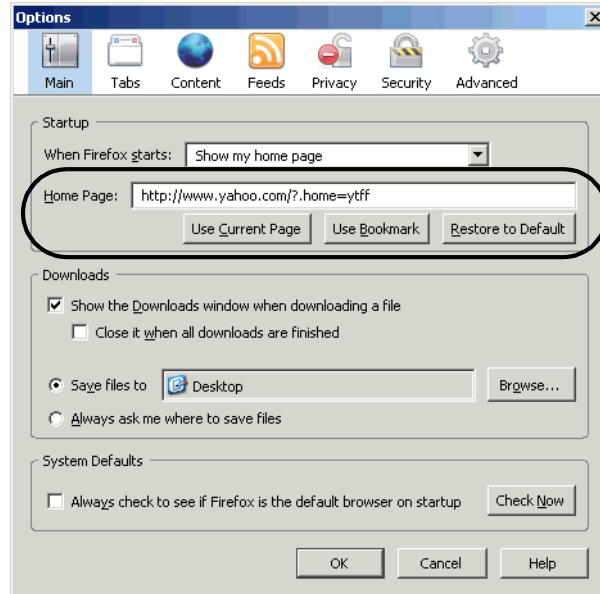 Options
Main Tabs Content Feeds Privacy Security Advanced
Startup
When Firefox starts: Show my home page
Home Page: http://www.yahoo.com/?.home=ytff
Use Current Page Use Bookmark Restore to Default
Downloads
Show the Downloads window when downloading a file
Close it when all downloads are finished
Save files to Desktop Browse...
Always ask me where to save files
System Defaults
Always check to see if Firefox is the default browser on startup Check Now
OK Cancel Help